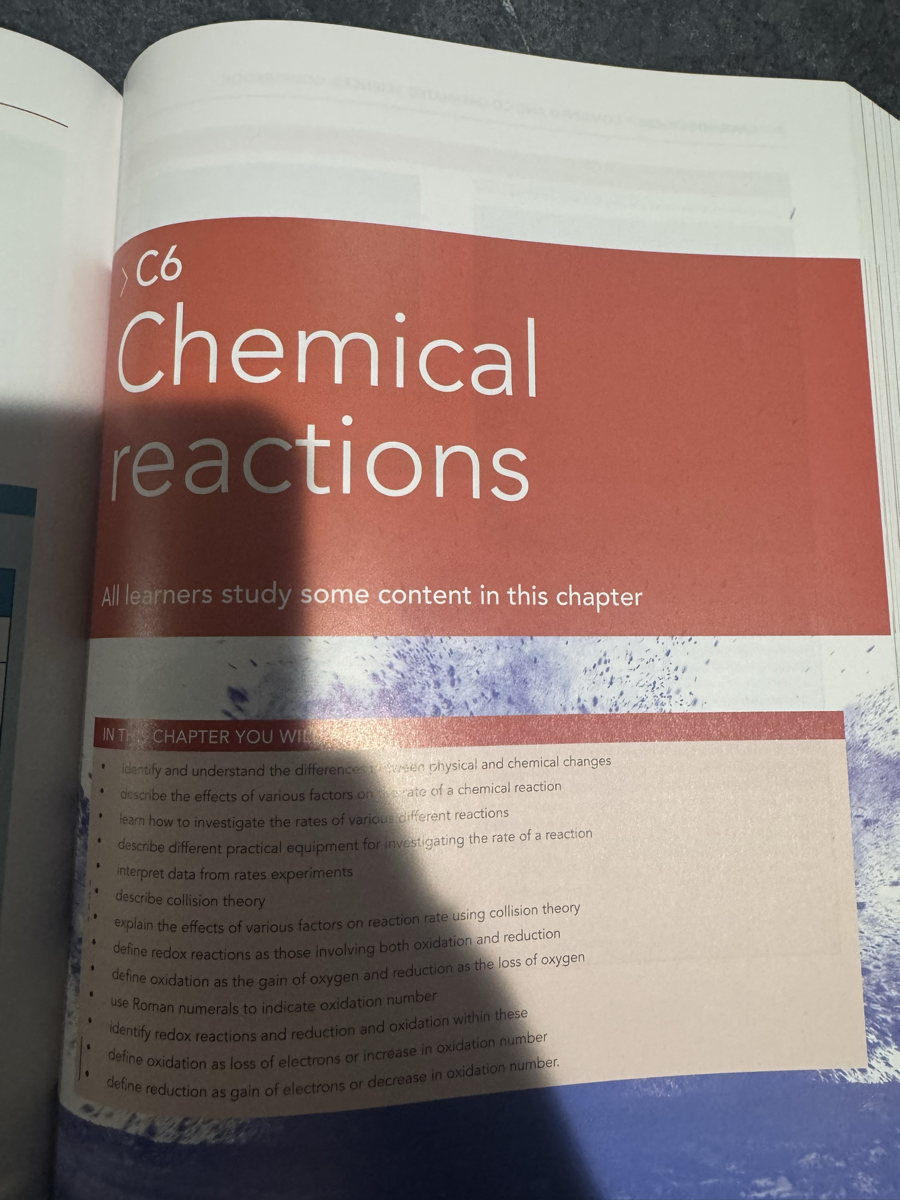 > C6
Chemical
reactions
All learners study some content in this chapter
IN THIS CHAPTER YOU WILL
• identify and understand the differences between physical and chemical changes
• describe the effects of various factors on the rate of a chemical reaction
• learn how to investigate the rates of various different reactions
• describe different practical equipment for investigating the rate of a reaction
• interpret data from rates experiments
• describe collision theory
• explain the effects of various factors on reaction rate using collision theory
• define redox reactions as those involving both oxidation and reduction
• define oxidation as the gain of oxygen and reduction as the loss of oxygen
• use Roman numerals to indicate oxidation number
• identify redox reactions and reduction and oxidation within these
• define oxidation as loss of electrons or increase in oxidation number
• define reduction as gain of electrons or decrease in oxidation number.